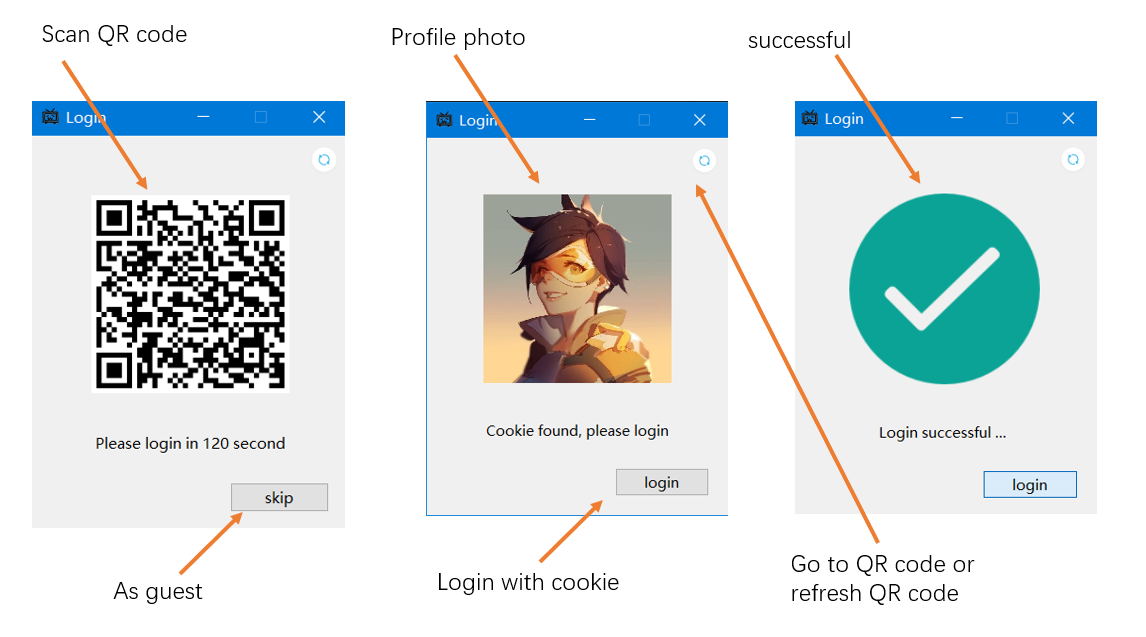 Scan QR code
Profile photo
successful
Login
Login
Login
Please login in 120 second
Cookie found, please login
Login successful ...
skip
login
login
As guest
Login with cookie
Go to QR code or
refresh QR code